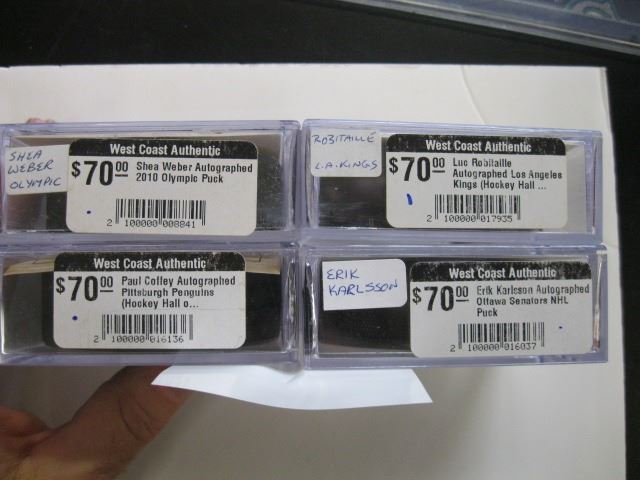 SHEA
WEBER
OLYMPIC
West Coast Authentic
$70.00 Shea Weber Autographed
2010 Olympic Puck
2 100000 008841
ROBITAILLE
L.A. KINGS
West Coast Authentic
$70.00 Luc Robitaille
Autographed Los Angeles
Kings (Hockey Hall ...
2 100000 017935
West Coast Authentic
$70.00 Paul Coffey Autographed
Pittsburgh Penguins
(Hockey Hall o...
2 100000 016136
ERIK
KARLSSON
West Coast Authentic
$70.00 Erik Karlsson Autographed
Ottawa Senators NHL
Puck
2 100000 016037